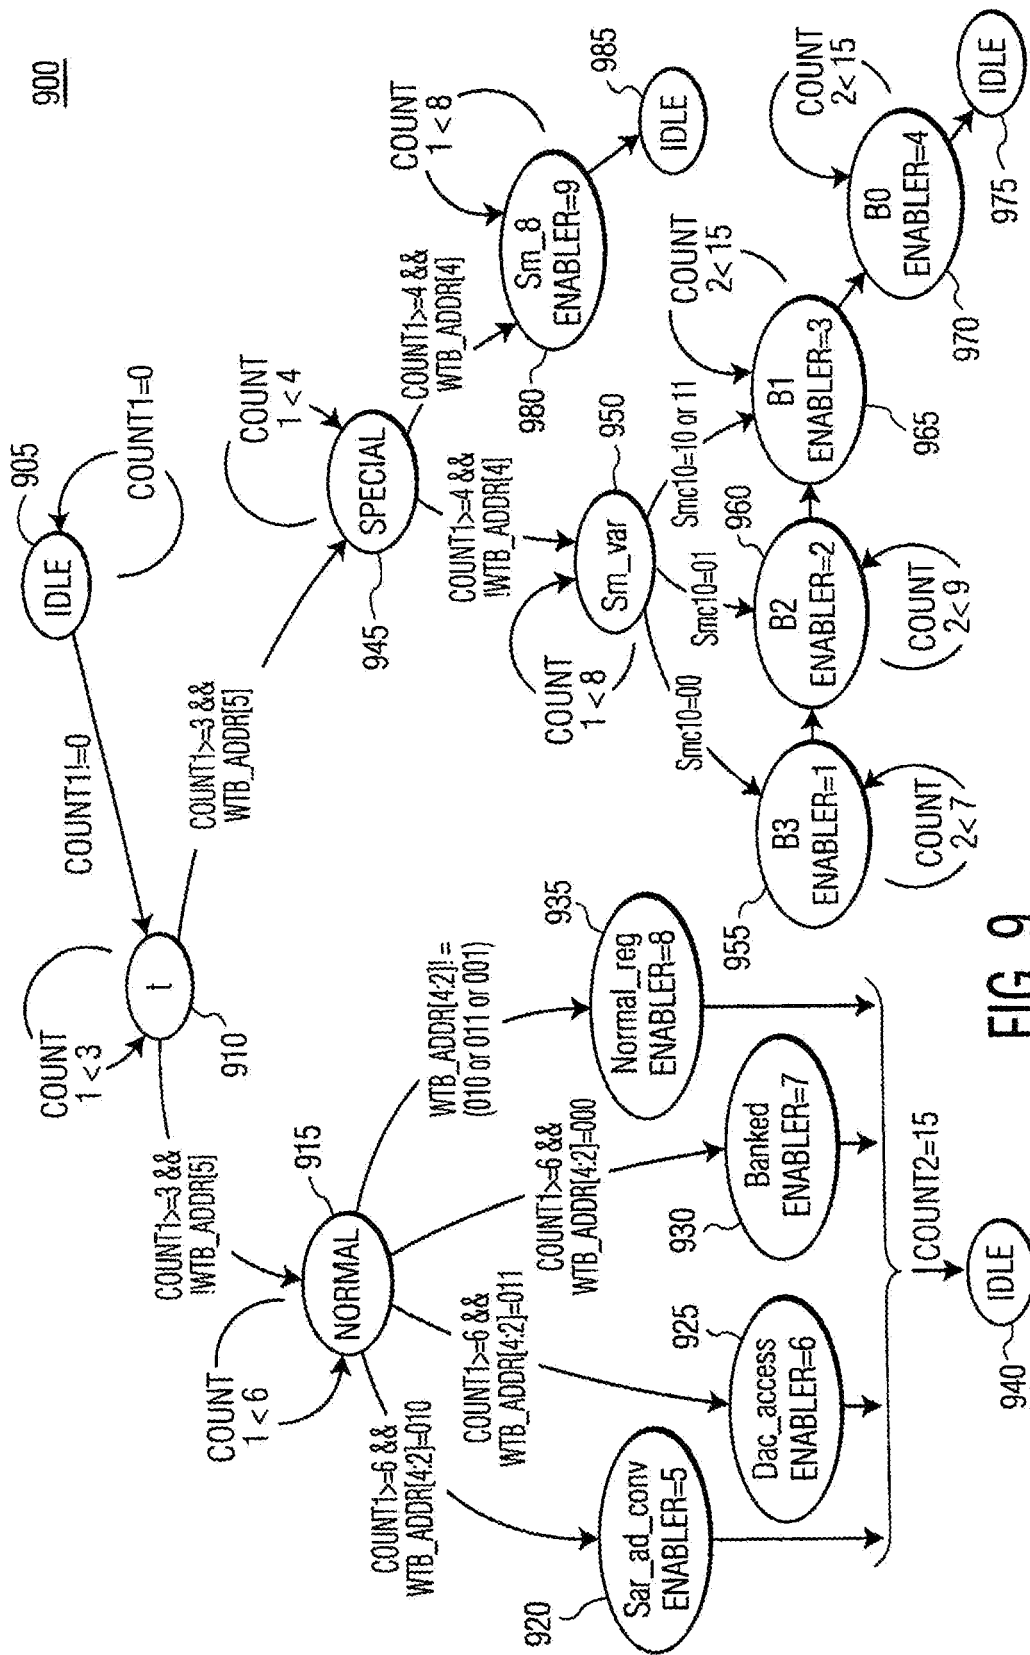 900
IDLE
905
COUNT1=0
COUNT1!=0
t
910
COUNT
1 < 3
COUNT1>=3 &&
!WTB_ADDR[5]
COUNT1>=3 &&
WTB_ADDR[5]
NORMAL
915
COUNT
1 < 6
SPECIAL
945
COUNT
1 < 4
COUNT1>=6 &&
WTB_ADDR[4:2]=010
COUNT1>=6 &&
WTB_ADDR[4:2]=011
COUNT1>=6 &&
WTB_ADDR[4:2]=000
WTB_ADDR[4:2]! =
(010 or 011 or 001)
COUNT1>=4 &&
!WTB_ADDR[4]
COUNT1>=4 &&
WTB_ADDR[4]
Sar_ad_conv
ENABLER=5
920
Dac_access
ENABLER=6
925
Banked
ENABLER=7
930
Normal_reg
ENABLER=8
935
COUNT2=15
IDLE
940
Sm_var
950
COUNT
1 < 8
Sm_8
ENABLER=9
980
COUNT
1 < 8
IDLE
985
Smc10=00
Smc10=01
Smc10=10 or 11
B3
ENABLER=1
955
COUNT
2 < 7
B2
ENABLER=2
960
COUNT
2 < 9
B1
ENABLER=3
965
COUNT
2 < 15
B0
ENABLER=4
970
COUNT
2 < 15
IDLE
975
FIG 9